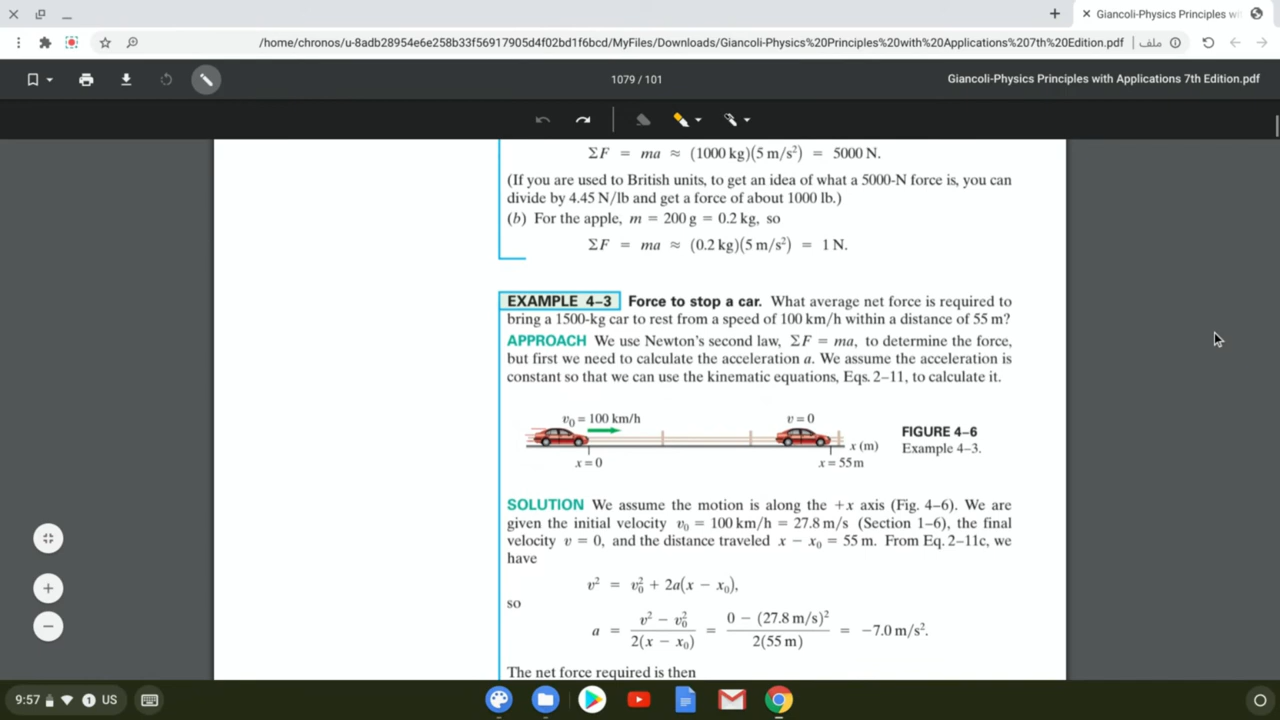 Giancoli-Physics Principles wi
/home/chronos/u-8adb28954e6e258b33f56917905d4f02bd1f6bcd/MyFiles/Downloads/Giancoli-Physics%20Principles%20with%20Applications%207th%20Edition.pdf | ملف
1079 / 101
Giancoli-Physics Principles with Applications 7th Edition.pdf
ΣF = ma ≈ (1000 kg)(5 m/s²) = 5000 N.
(If you are used to British units, to get an idea of what a 5000-N force is, you can
divide by 4.45 N/lb and get a force of about 1000 lb.)
(b) For the apple, m = 200 g = 0.2 kg, so
ΣF = ma ≈ (0.2 kg)(5 m/s²) = 1 N.
EXAMPLE 4–3 Force to stop a car. What average net force is required to
bring a 1500-kg car to rest from a speed of 100 km/h within a distance of 55 m?
APPROACH We use Newton's second law, ΣF = ma, to determine the force,
but first we need to calculate the acceleration a. We assume the acceleration is
constant so that we can use the kinematic equations, Eqs. 2–11, to calculate it.
v₀ = 100 km/h
v = 0
x = 0
x = 55 m
x (m)
FIGURE 4–6
Example 4–3.
SOLUTION We assume the motion is along the +x axis (Fig. 4–6). We are
given the initial velocity v₀ = 100 km/h = 27.8 m/s (Section 1–6), the final
velocity v = 0, and the distance traveled x − x₀ = 55 m. From Eq. 2–11c, we
have
v² = v₀² + 2a(x − x₀),
so
a = (v² − v₀²) / 2(x − x₀) = (0 − (27.8 m/s)²) / 2(55 m) = −7.0 m/s².
The net force required is then
9:57 1 US